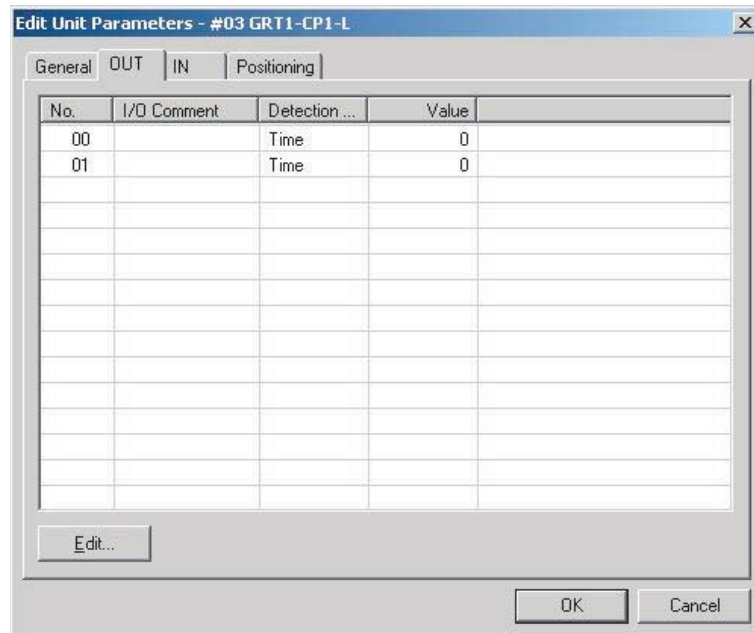 Edit Unit Parameters - #03 GRT1-CP1-L
General OUT IN Positioning
No. I/O Comment Detection ... Value
00 Time 0
01 Time 0
Edit...
OK Cancel